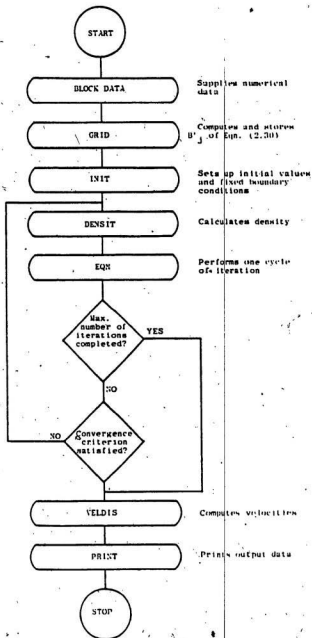 START
BLOCK DATA
Supplies numerical
data
GRID
Computes and stores
B'j of Eqn. (2.30)
INIT
Sets up initial values
and fixed boundary
conditions
DENSIT
Calculates density
EQN
Performs one cycle
of iteration
Max.
number of
iterations
completed?
YES
NO
NO
Convergence
criterion
satisfied?
VELDIS
Computes velocities
PRINT
Prints output data
STOP